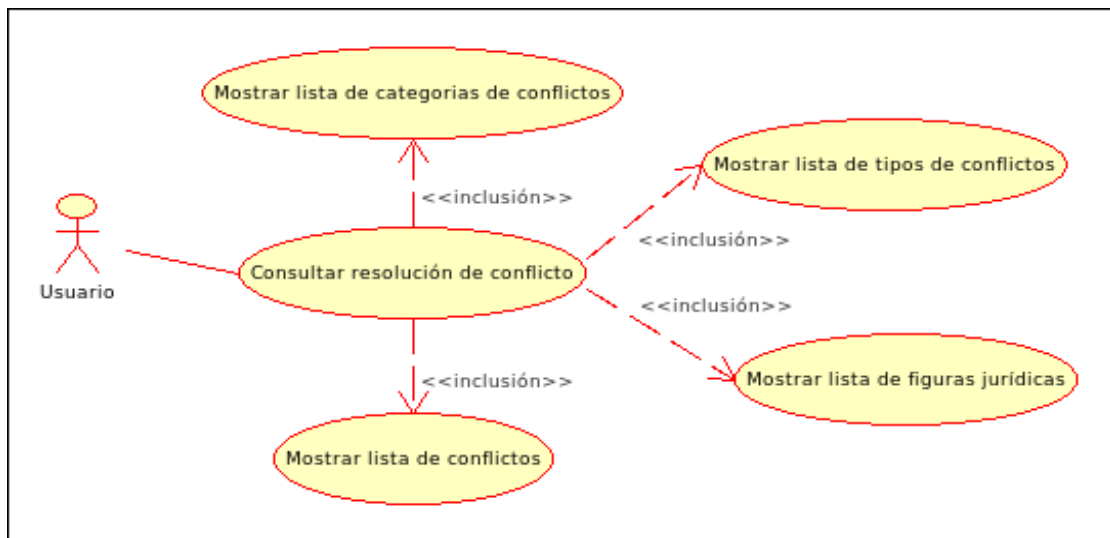 Mostrar lista de categorias de conflictos
Mostrar lista de tipos de conflictos
<<inclusión>>
<<inclusión>>
Consultar resolución de conflicto
Usuario
<<inclusión>>
Mostrar lista de figuras jurídicas
<<inclusión>>
Mostrar lista de conflictos